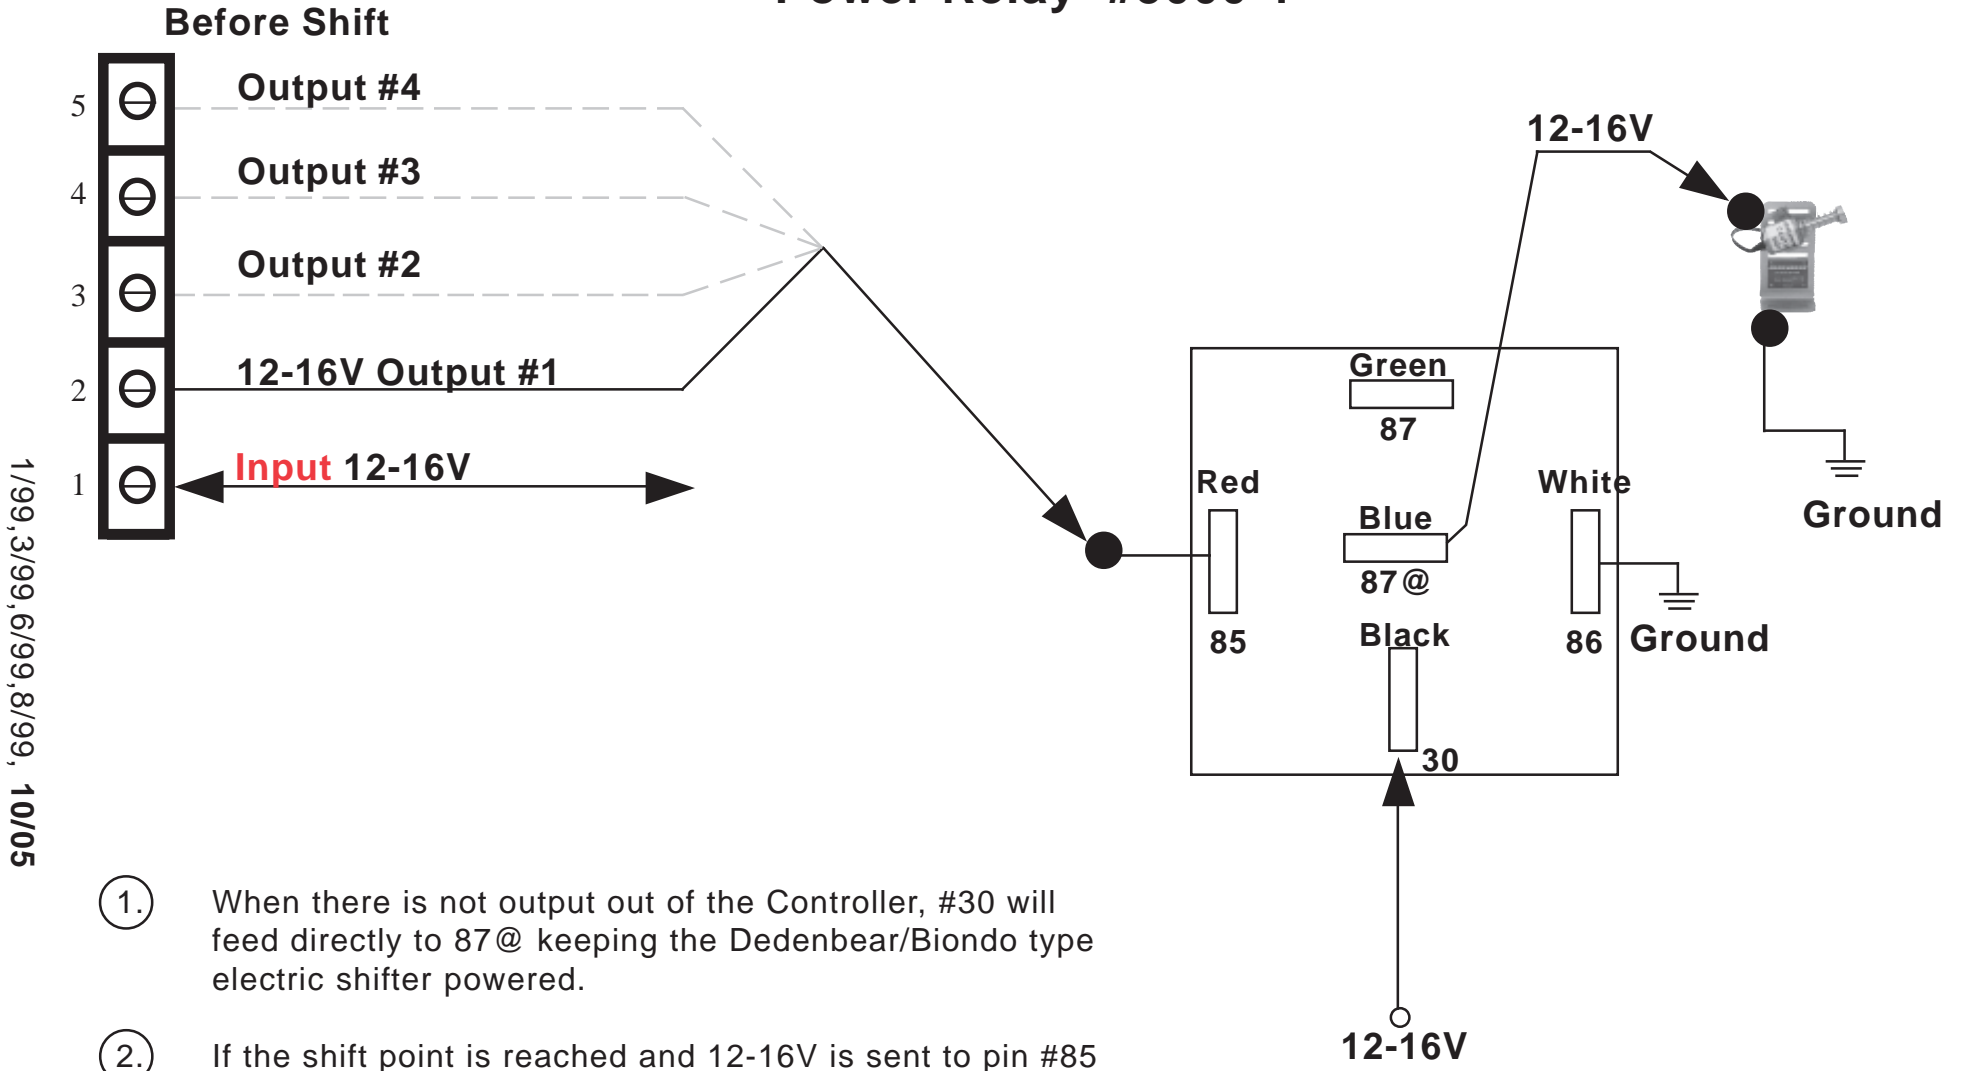 Before Shift
5
Output #4
4
Output #3
3
Output #2
2
12-16V Output #1
1
Input 12-16V
12-16V
Ground
Green
87
Red
85
Blue
87@
White
86
Ground
Black
30
12-16V
1/99,3/99,6/99,8/99, 10/05
1. When there is not output out of the Controller, #30 will
feed directly to 87@ keeping the Dedenbear/Biondo type
electric shifter powered.
2. If the shift point is reached and 12-16V is sent to pin #85